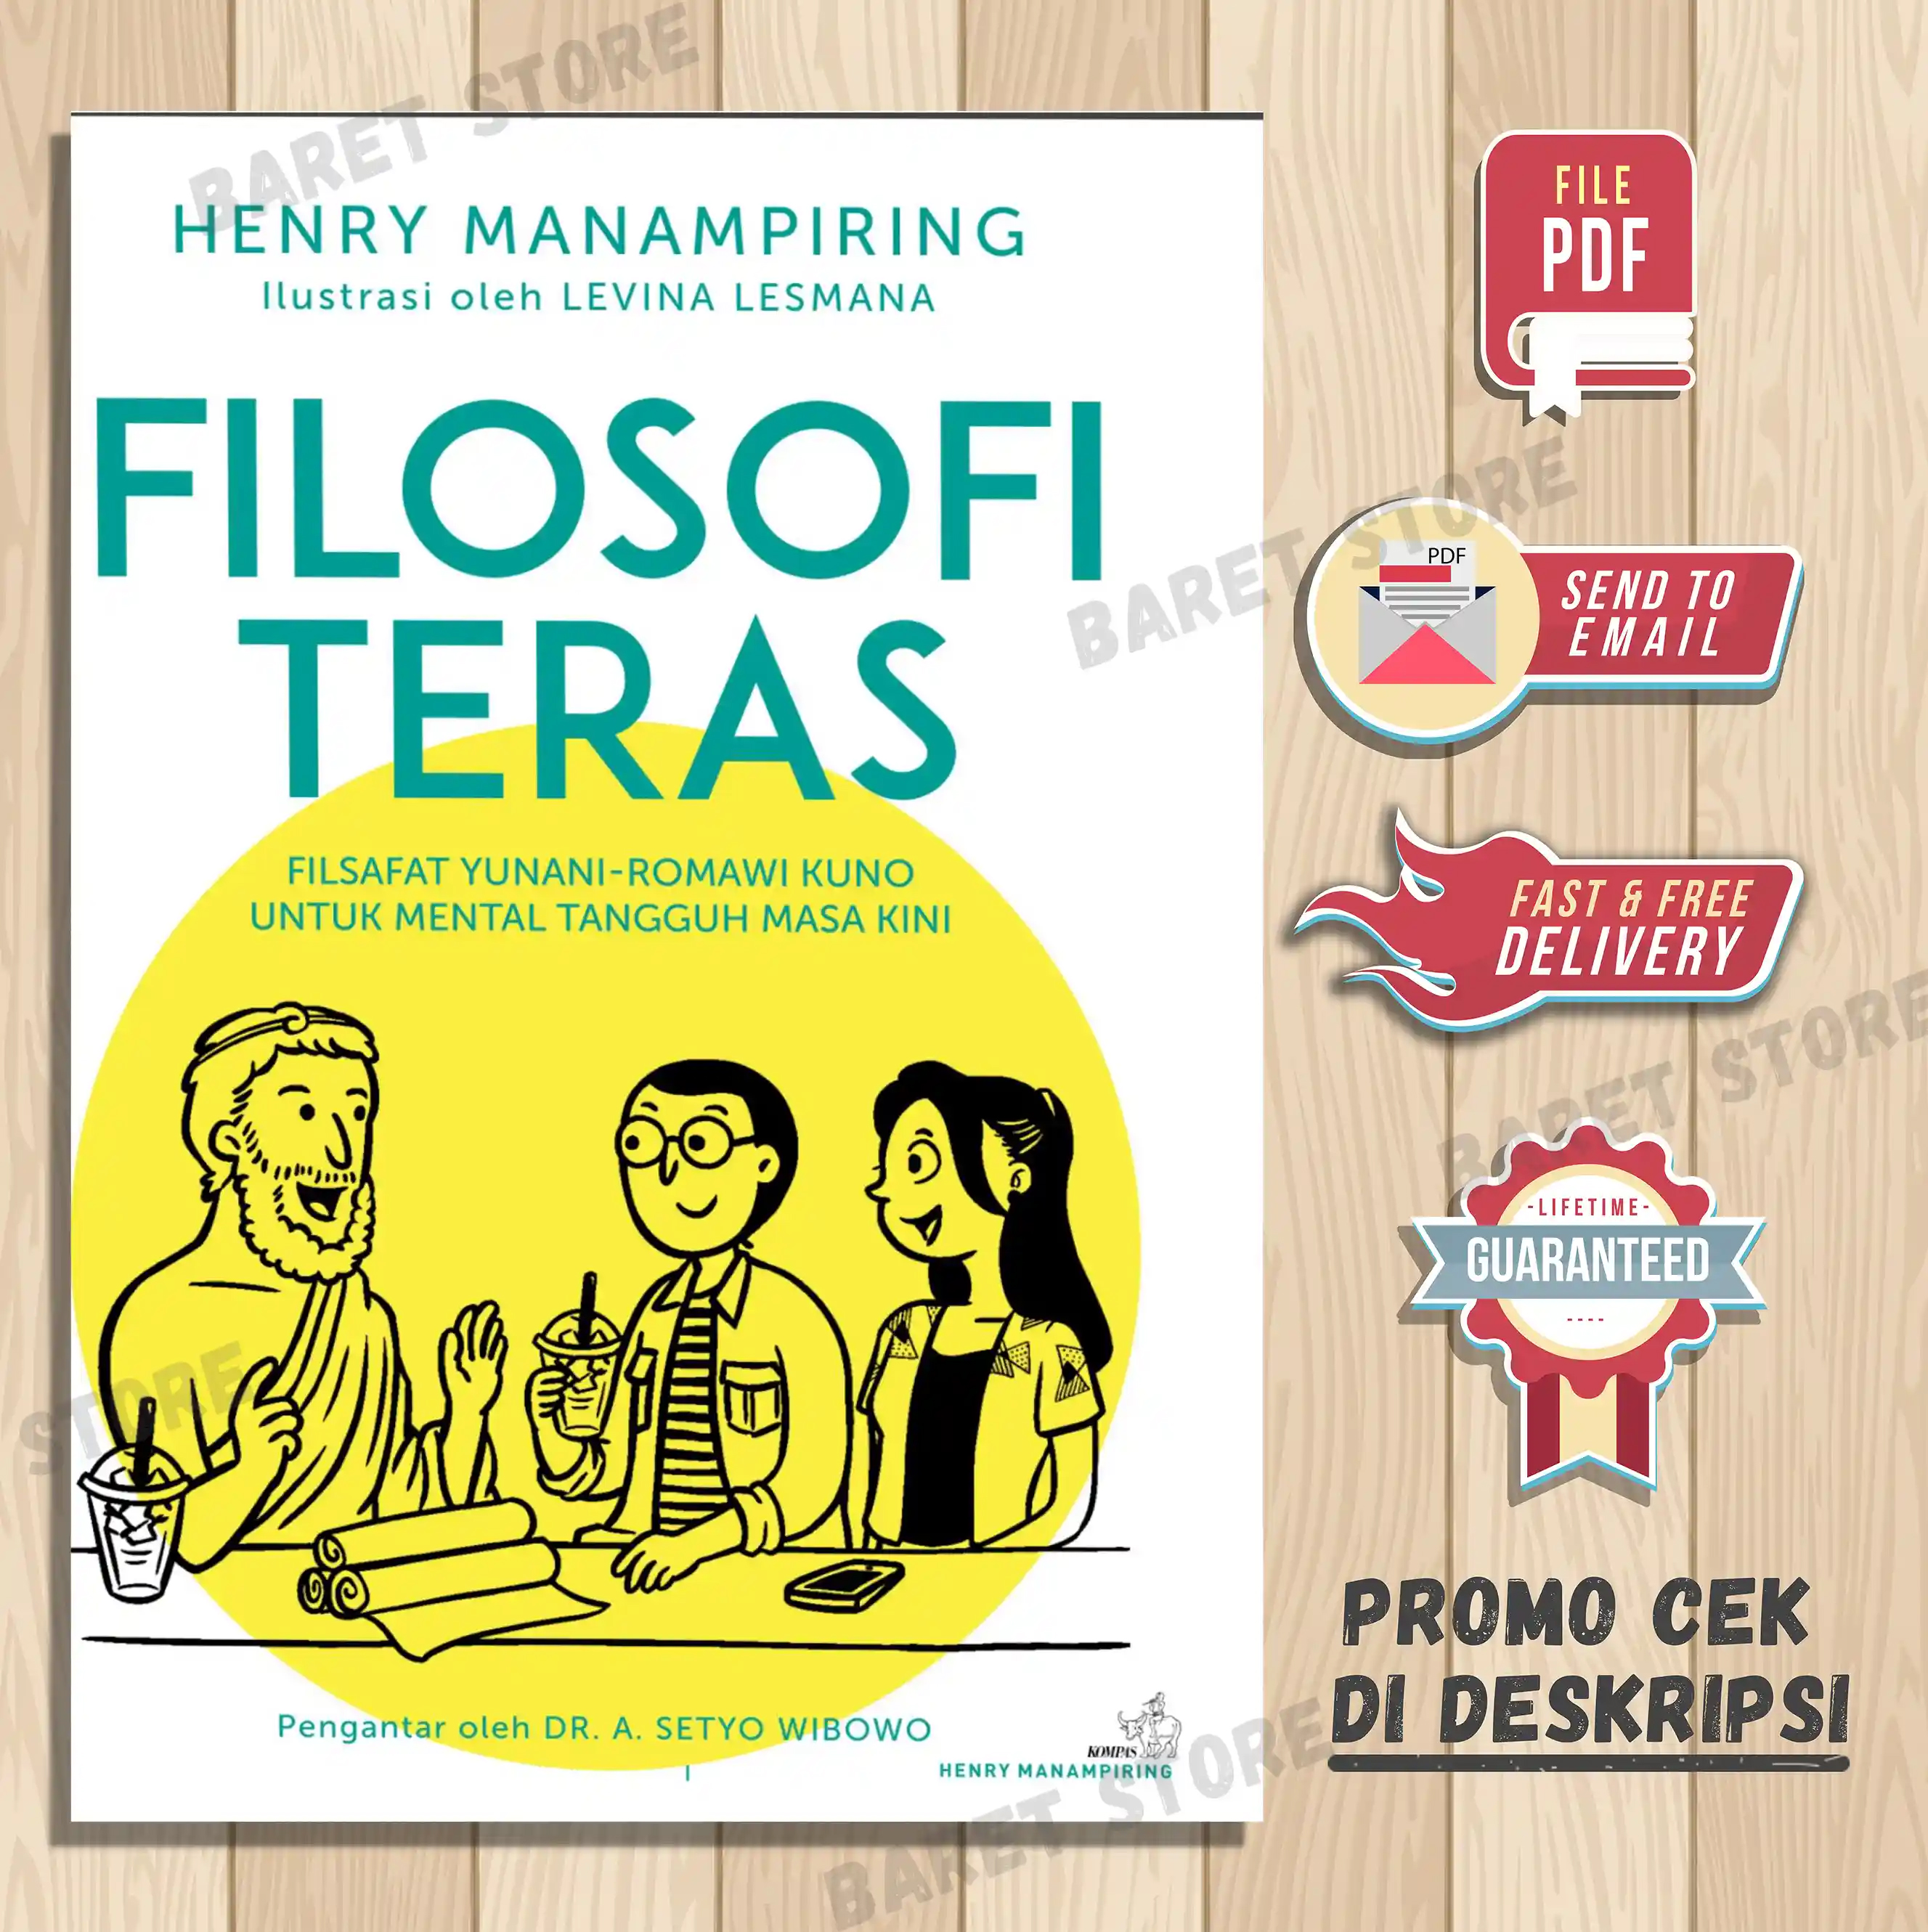 BARET STORE
HENRY MANAMPIRING
Ilustrasi oleh LEVINA LESMANA
FILOSOFI
TERAS
FILSAFAT YUNANI-ROMAWI KUNO
UNTUK MENTAL TANGGUH MASA KINI
Pengantar oleh DR. A. SETYO WIBOWO
KOMPAS
HENRY MANAMPIRING
FILE
PDF
BARET STORE
PDF
SEND TO
EMAIL
FAST & FREE
DELIVERY
BARET STORE
-LIFETIME-
GUARANTEED
----
STORE
PROMO CEK
DI DESKRIPSI
BARET STORE